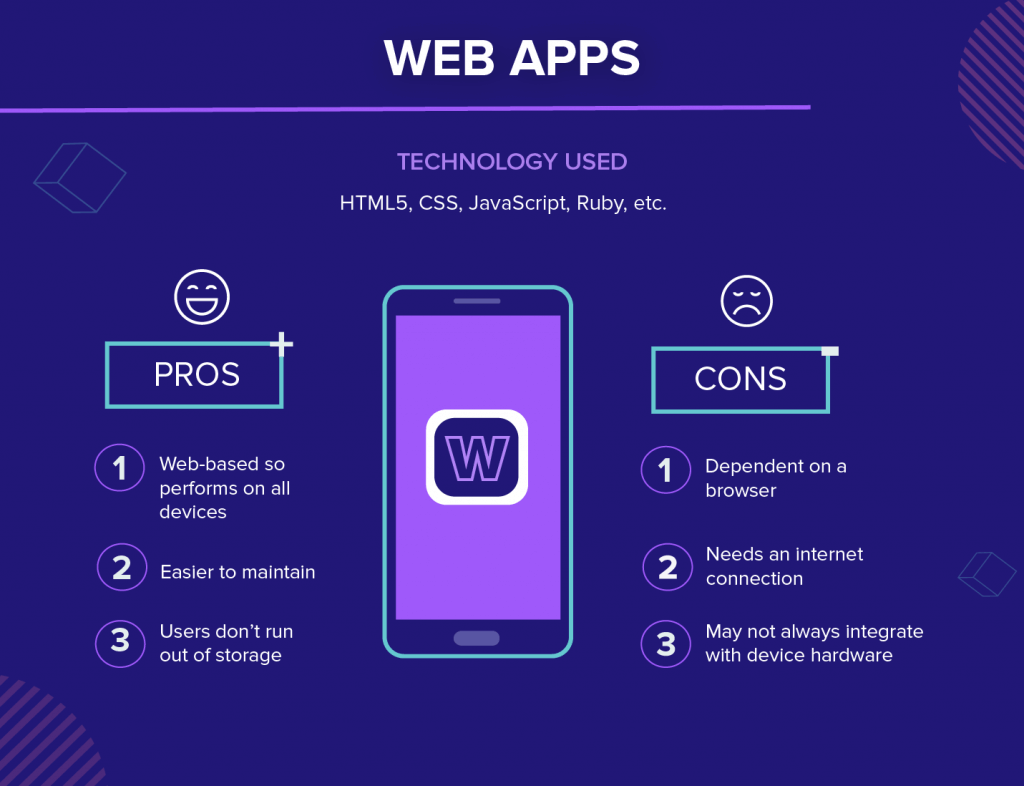 WEB APPS
TECHNOLOGY USED
HTML5, CSS, JavaScript, Ruby, etc.
PROS
1
Web-based so
performs on all
devices
2
Easier to maintain
3
Users don’t run
out of storage
W
CONS
1
Dependent on a
browser
2
Needs an internet
connection
3
May not always integrate
with device hardware